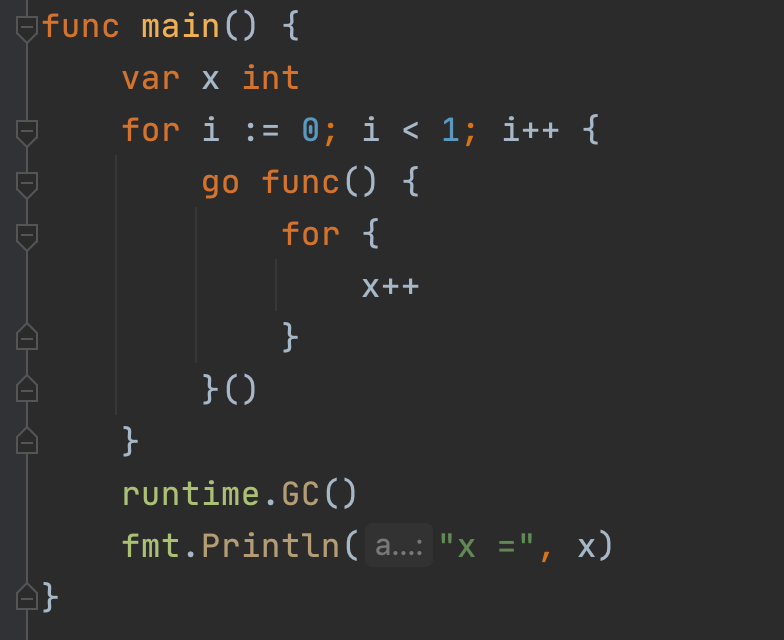 func main() {
    var x int
    for i := 0; i < 1; i++ {
        go func() {
            for {
                x++
            }
        }()
    }
    runtime.GC()
    fmt.Println( a...: "x =", x)
}